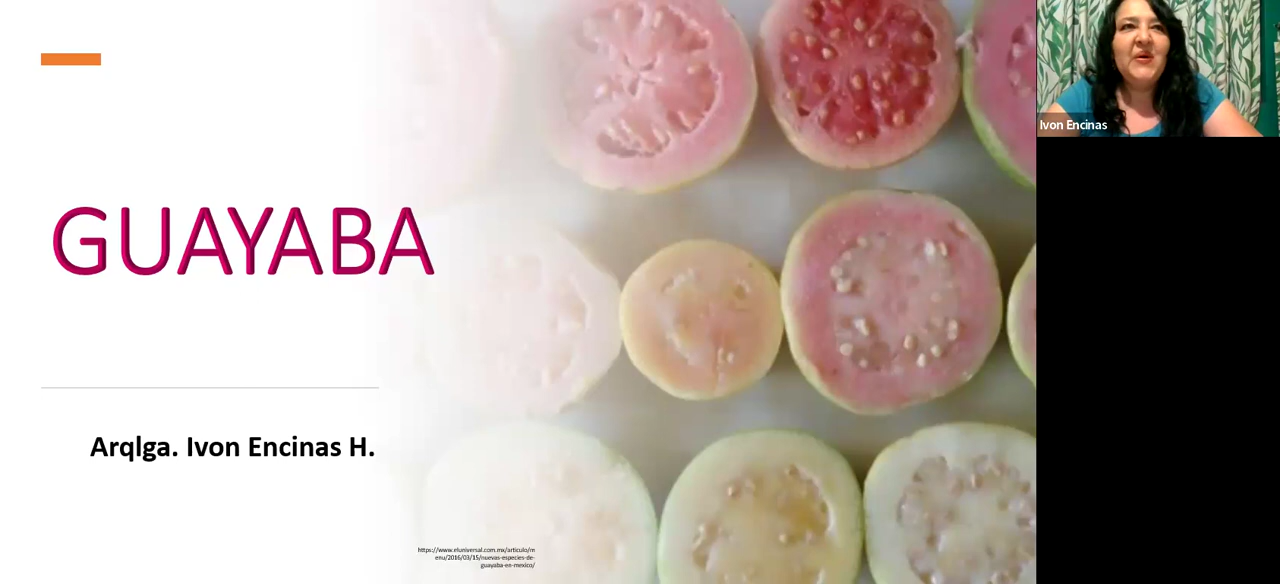 GUAYABA
Arqlga. Ivon Encinas H.
https://www.eluniversal.com.mx/articulo/m
enu/2016/03/15/nuevas-especies-de-
guayaba-en-mexico/
Ivon Encinas